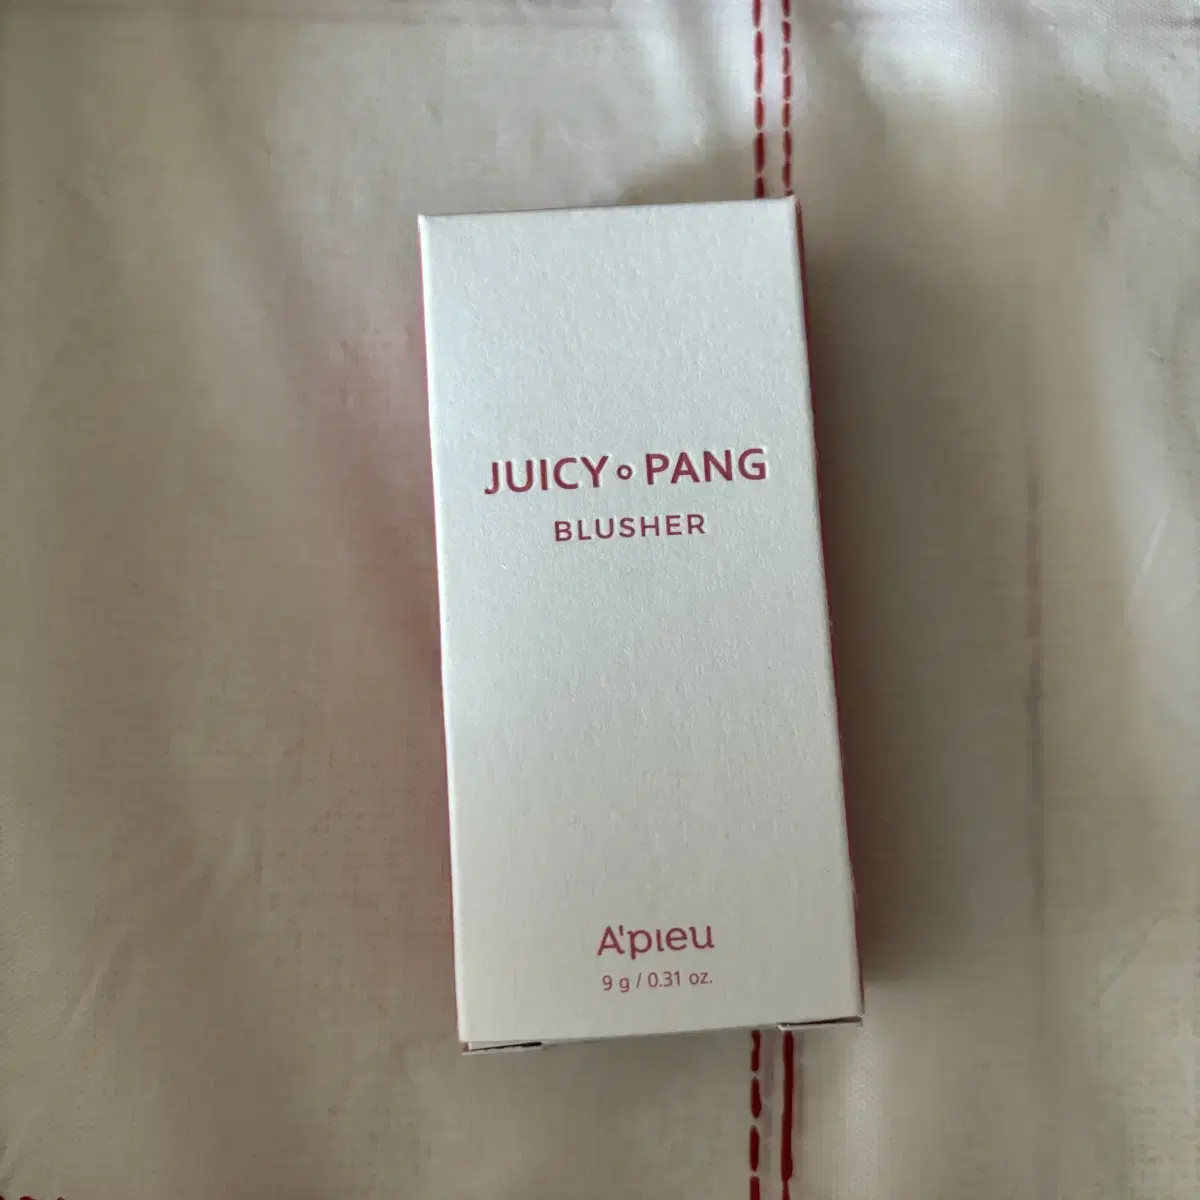 JUICY∘PANG
BLUSHER
A'pieu
9 g / 0.31 oz.